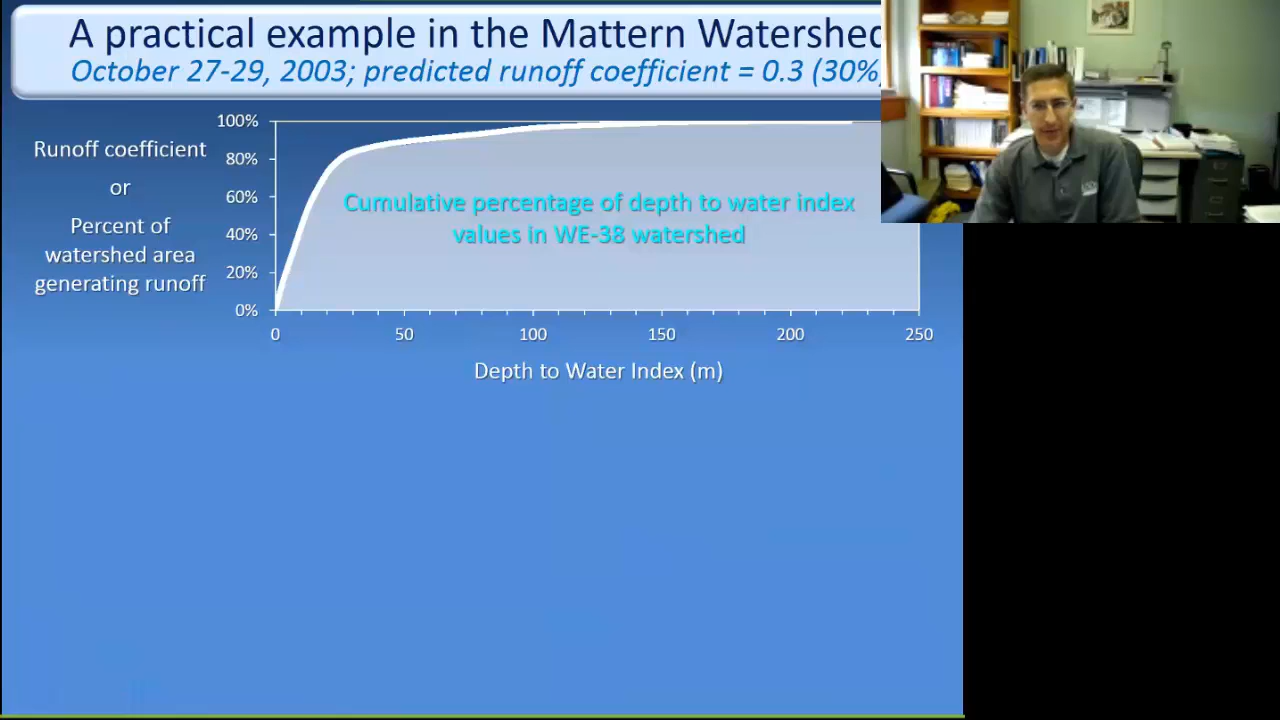 A practical example in the Mattern Watershed
October 27-29, 2003; predicted runoff coefficient = 0.3 (30%
Runoff coefficient
or
Percent of
watershed area
generating runoff
100%
80%
60%
40%
20%
0%
Cumulative percentage of depth to water index
values in WE-38 watershed
0 50 100 150 200 250
Depth to Water Index (m)